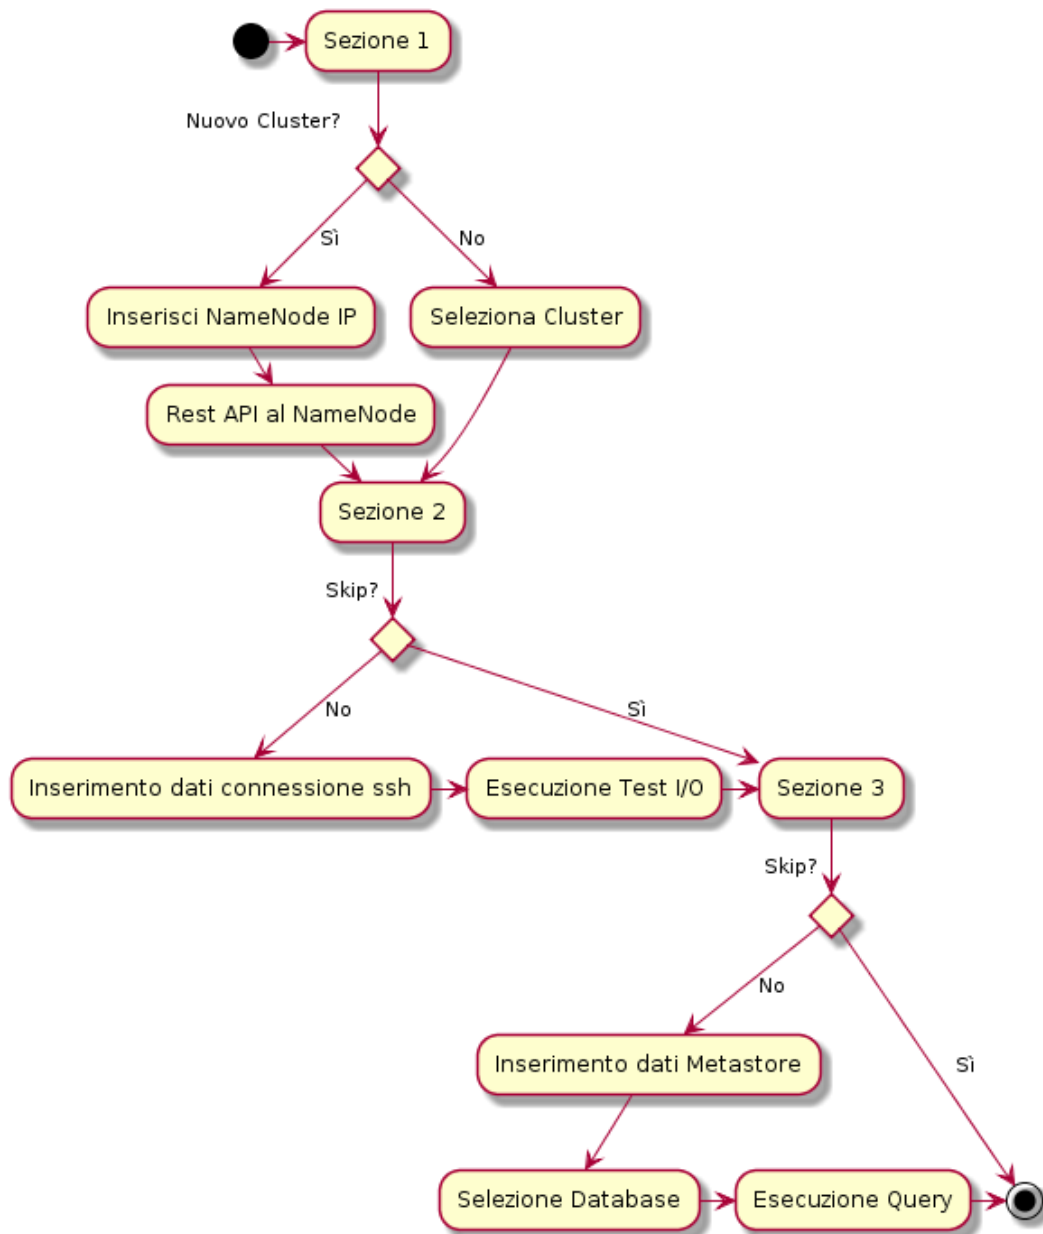 Sezione 1
Nuovo Cluster?
Sì
No
Inserisci NameNode IP
Seleziona Cluster
Rest API al NameNode
Sezione 2
Skip?
No
Sì
Inserimento dati connessione ssh
Esecuzione Test I/O
Sezione 3
Skip?
No
Sì
Inserimento dati Metastore
Selezione Database
Esecuzione Query